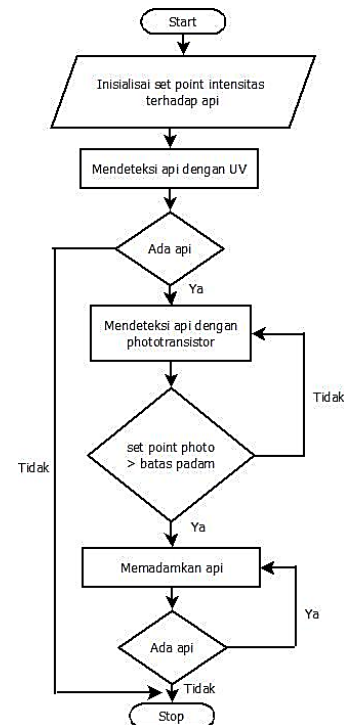 Start
Inisialisai set point intensitas
terhadap api
Mendeteksi api dengan UV
Ada api
Ya
Mendeteksi api dengan
phototransistor
Tidak
set point photo
> batas padam
Tidak
Ya
Memadamkan api
Ya
Ada api
Tidak
Stop